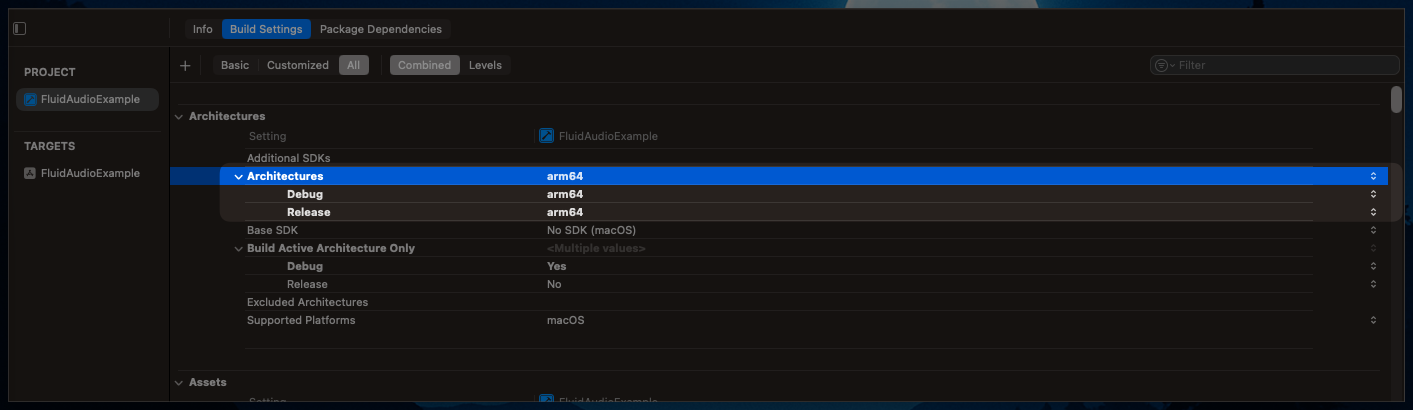 Info Build Settings Package Dependencies
+ Basic Customized All Combined Levels Filter
PROJECT
FluidAudioExample
TARGETS
FluidAudioExample
Architectures
Setting FluidAudioExample
Additional SDKs
Architectures arm64
Debug arm64
Release arm64
Base SDK No SDK (macOS)
Build Active Architecture Only <Multiple values>
Debug Yes
Release No
Excluded Architectures
Supported Platforms macOS
Assets
Setting FluidAudioExample